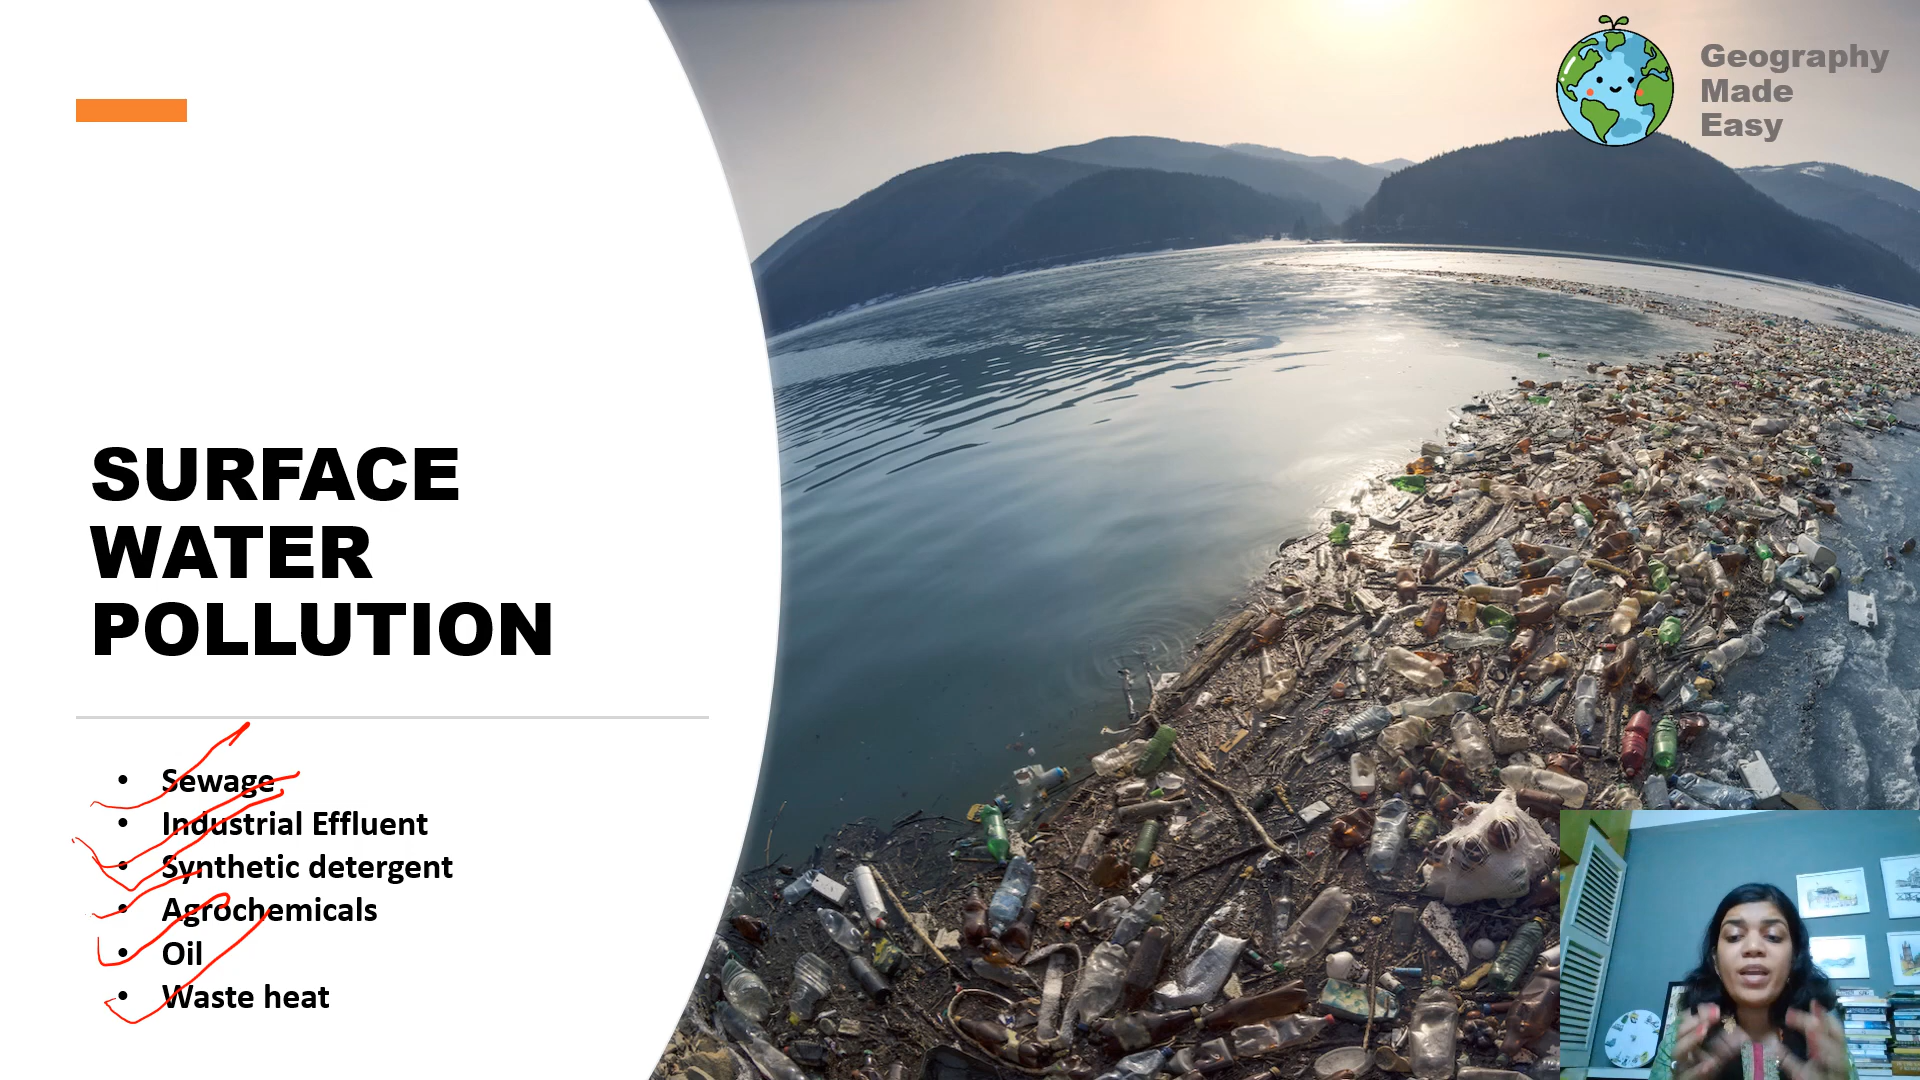 Geography
Made
Easy
SURFACE
WATER
POLLUTION
• Sewage
• Industrial Effluent
• Synthetic detergent
• Agrochemicals
• Oil
• Waste heat